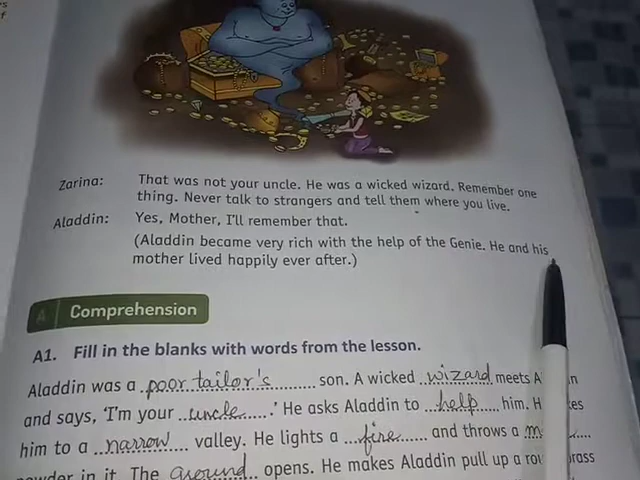 Zarina: That was not your uncle. He was a wicked wizard. Remember one
thing. Never talk to strangers and tell them where you live.
Aladdin: Yes, Mother, I'll remember that.
(Aladdin became very rich with the help of the Genie. He and his
mother lived happily ever after.)
A Comprehension
A1. Fill in the blanks with words from the lesson.
Aladdin was a poor tailor's son. A wicked wizard meets
and says, 'I'm your uncle.' He asks Aladdin to help him.
him to a narrow valley. He lights a fire and throws a
powder in it. The ground opens. He makes Aladdin pull up a